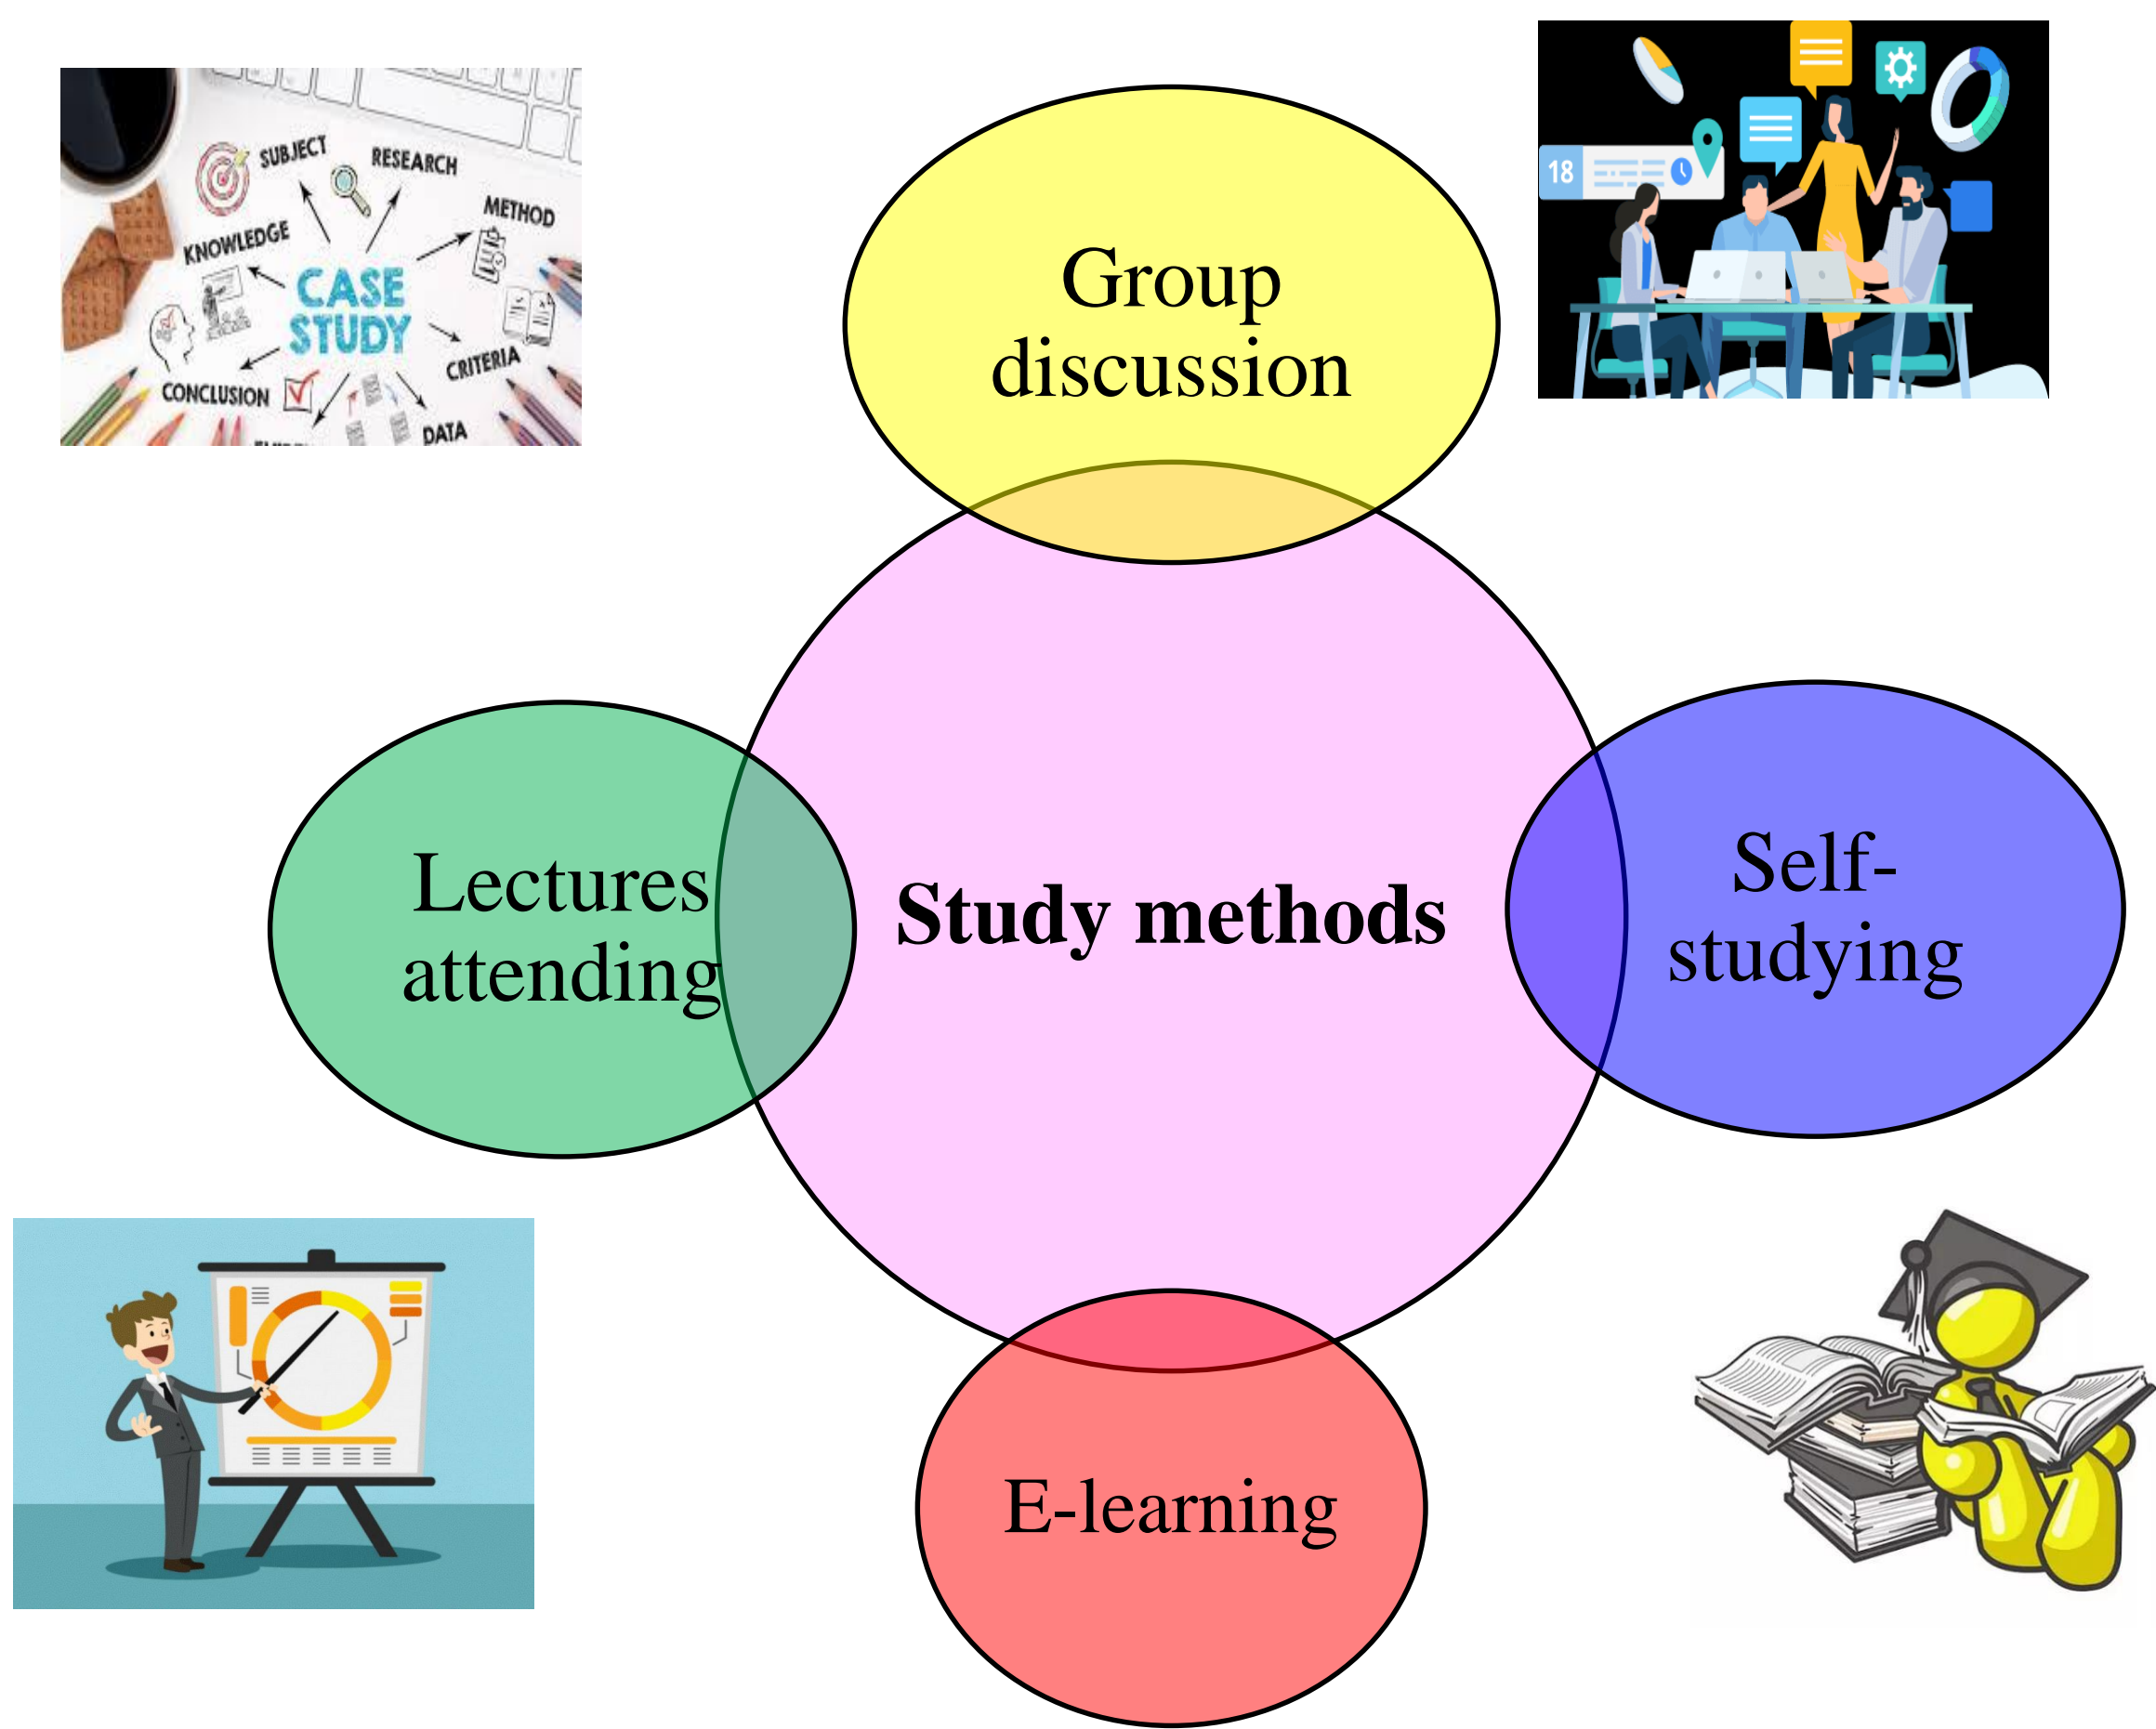 SUBJECT
RESEARCH
METHOD
KNOWLEDGE
CASE
STUDY
CRITERIA
CONCLUSION
DATA
18
Group
discussion
Lectures
attending
Study methods
Self-
studying
E-learning